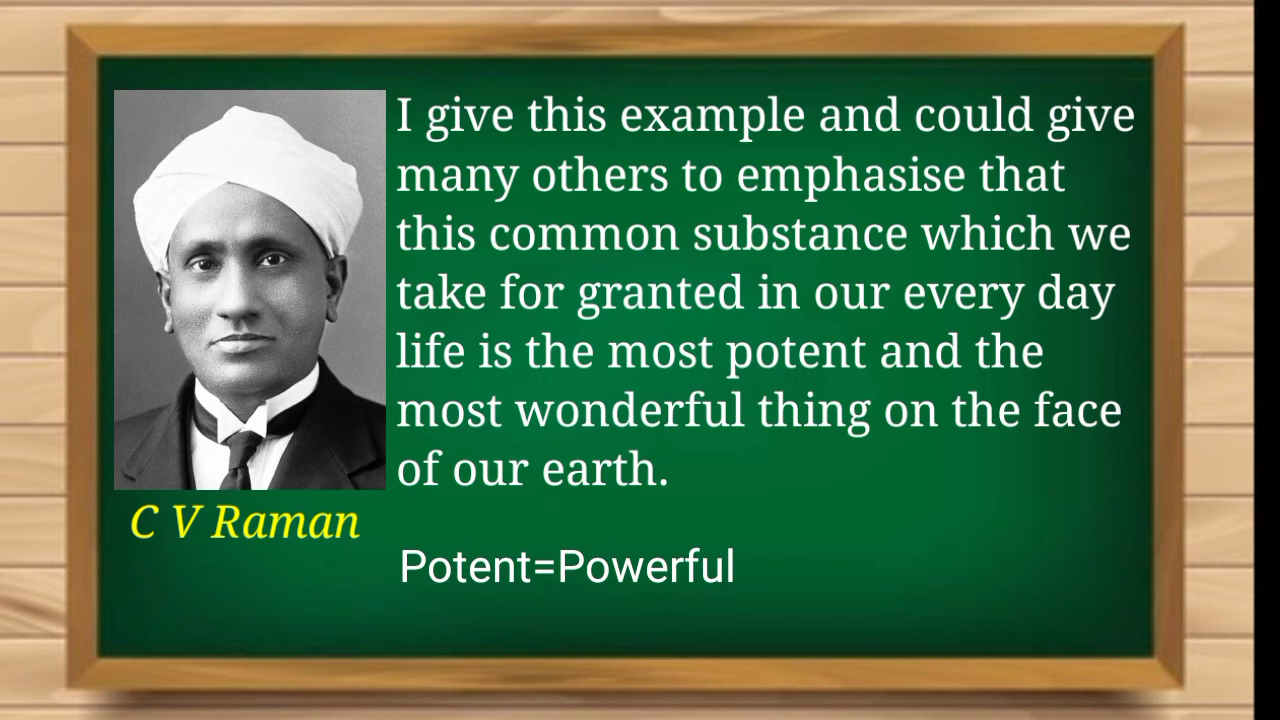 I give this example and could give
many others to emphasise that
this common substance which we
take for granted in our every day
life is the most potent and the
most wonderful thing on the face
of our earth.
C V Raman
Potent=Powerful